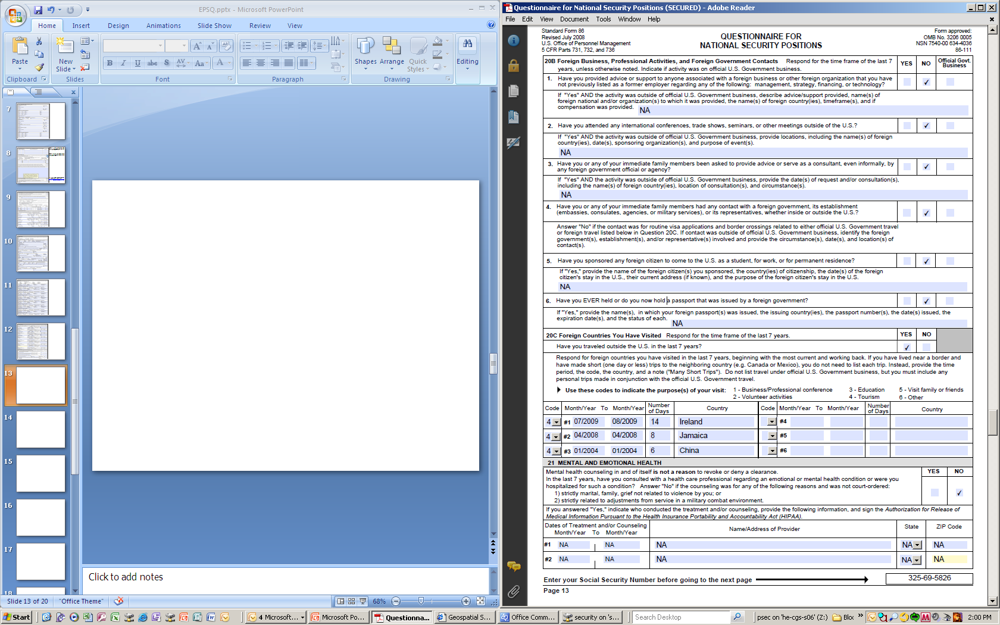 EPSQ.pptx - Microsoft PowerPoint
Home Insert Design Animations Slide Show Review View
Paste
New Slide
Shapes Arrange Quick Styles
Editing
B I U abc S AV Aa A
Clipboard Slides Font Paragraph Drawing
7
8
9
10
11
12
13
14
15
16
17
18
Click to add notes
Slide 13 of 20 "Office Theme" 68%
Questionnaire for National Security Positions (SECURED) - Adobe Reader
File Edit View Document Tools Window Help
Standard Form 86
Revised July 2008
U.S. Office of Personnel Management
5 CFR Parts 731, 732, and 736
QUESTIONNAIRE FOR
NATIONAL SECURITY POSITIONS
Form approved:
OMB No. 3206 0005
NSN 7540-00 634-4036
86-111
20B Foreign Business, Professional Activities, and Foreign Government Contacts Respond for the time frame of the last 7
years, unless otherwise noted. Indicate if activity was on official U.S. Government business.
YES NO Official Govt. Business
1. Have you provided advice or support to anyone associated with a foreign business or other foreign organization that you have
not previously listed as a former employer regarding any of the following: management, strategy, financing, or technology?
If "Yes" AND the activity was outside of official U.S. Government business, describe advice/support provided, name(s) of
foreign national and/or organization(s) to which it was provided, the name(s) of foreign country(ies), timeframe(s), and if
compensation was provided. NA
2. Have you attended any international conferences, trade shows, seminars, or other meetings outside of the U.S.?
If "Yes" AND the activity was outside of official U.S. Government business, provide locations, including the name(s) of foreign
country(ies), date(s), sponsoring organization(s), and purpose of event(s).
NA
3. Have you or any of your immediate family members been asked to provide advice or serve as a consultant, even informally, by
any foreign government official or agency?
If "Yes" AND the activity was outside of official U.S. Government business, provide the date(s) of request and/or consultation(s),
including the name(s) of foreign country(ies), location of consultation(s), and circumstance(s).
NA
4. Have you or any of your immediate family members had any contact with a foreign government, its establishment
(embassies, consulates, agencies, or military services), or its representatives, whether inside or outside the U.S.?
Answer "No" if the contact was for routine visa applications and border crossings related to either official U.S. Government travel
or foreign travel listed below in Question 20C. If contact was outside of official U.S. Government business, identify the foreign
government(s), establishment(s), and/or representative(s) involved and provide the circumstance(s), date(s), and location(s) of
contact(s).
5. Have you sponsored any foreign citizen to come to the U.S. as a student, for work, or for permanent residence?
If "Yes," provide the name of the foreign citizen(s) you sponsored, the country(ies) of citizenship, the date(s) of the foreign
citizen's stay in the U.S., their current address (if known), and the purpose of the foreign citizen's stay in the U.S.
NA
6. Have you EVER held or do you now hold a passport that was issued by a foreign government?
If "Yes," provide the name(s), in which your foreign passport(s) was issued, the issuing country(ies), the passport number(s), the date(s) issued, the
expiration date(s), and the status of each. NA
20C Foreign Countries You Have Visited Respond for the time frame of the last 7 years. YES NO
Have you traveled outside the U.S. in the last 7 years?
Respond for foreign countries you have visited in the last 7 years, beginning with the most current and working back. If you have lived near a border and
have made short (one day or less) trips to the neighboring country (e.g. Canada or Mexico), you do not need to list each trip. Instead, provide the time
period, the code, the country, and a note ("Many Short Trips"). Do not list travel under official U.S. Government business, but you must include any
personal trips made in conjunction with the official U.S. Government travel.
Use these codes to indicate the purpose(s) of your visit: 1 - Business/Professional conference 3 - Education 5 - Visit family or friends
2 - Volunteer activities 4 - Tourism 6 - Other
Code Month/Year To Month/Year Number of Days Country Code Month/Year To Month/Year Number of Days Country
4 #1 07/2009 08/2009 14 Ireland #4
4 #2 04/2008 04/2008 8 Jamaica #5
4 #3 01/2004 01/2004 6 China #6
21 MENTAL AND EMOTIONAL HEALTH
Mental health counseling in and of itself is not a reason to revoke or deny a clearance. YES NO
In the last 7 years, have you consulted with a health care professional regarding an emotional or mental health condition or were you
hospitalized for such a condition? Answer "No" if the counseling was for any of the following reasons and was not court-ordered:
1) strictly marital, family, grief not related to violence by you; or
2) strictly related to adjustments from service in a military combat environment.
If you answered "Yes," indicate who conducted the treatment and/or counseling, provide the following information, and sign the Authorization for Release of
Medical Information Pursuant to the Health Insurance Portability and Accountability Act (HIPAA).
Dates of Treatment and/or Counseling
Month/Year To Month/Year Name/Address of Provider State ZIP Code
#1 NA NA NA NA NA
#2 NA NA NA NA NA
Enter your Social Security Number before going to the next page 325-69-5826
Page 13
Start 4 Microsoft... Microsoft Po... Questionna... Geospatial S... Office Comm... security on 's... Search Desktop psec on 'he-cgs-s06' (Z:) Bloc 2:00 PM